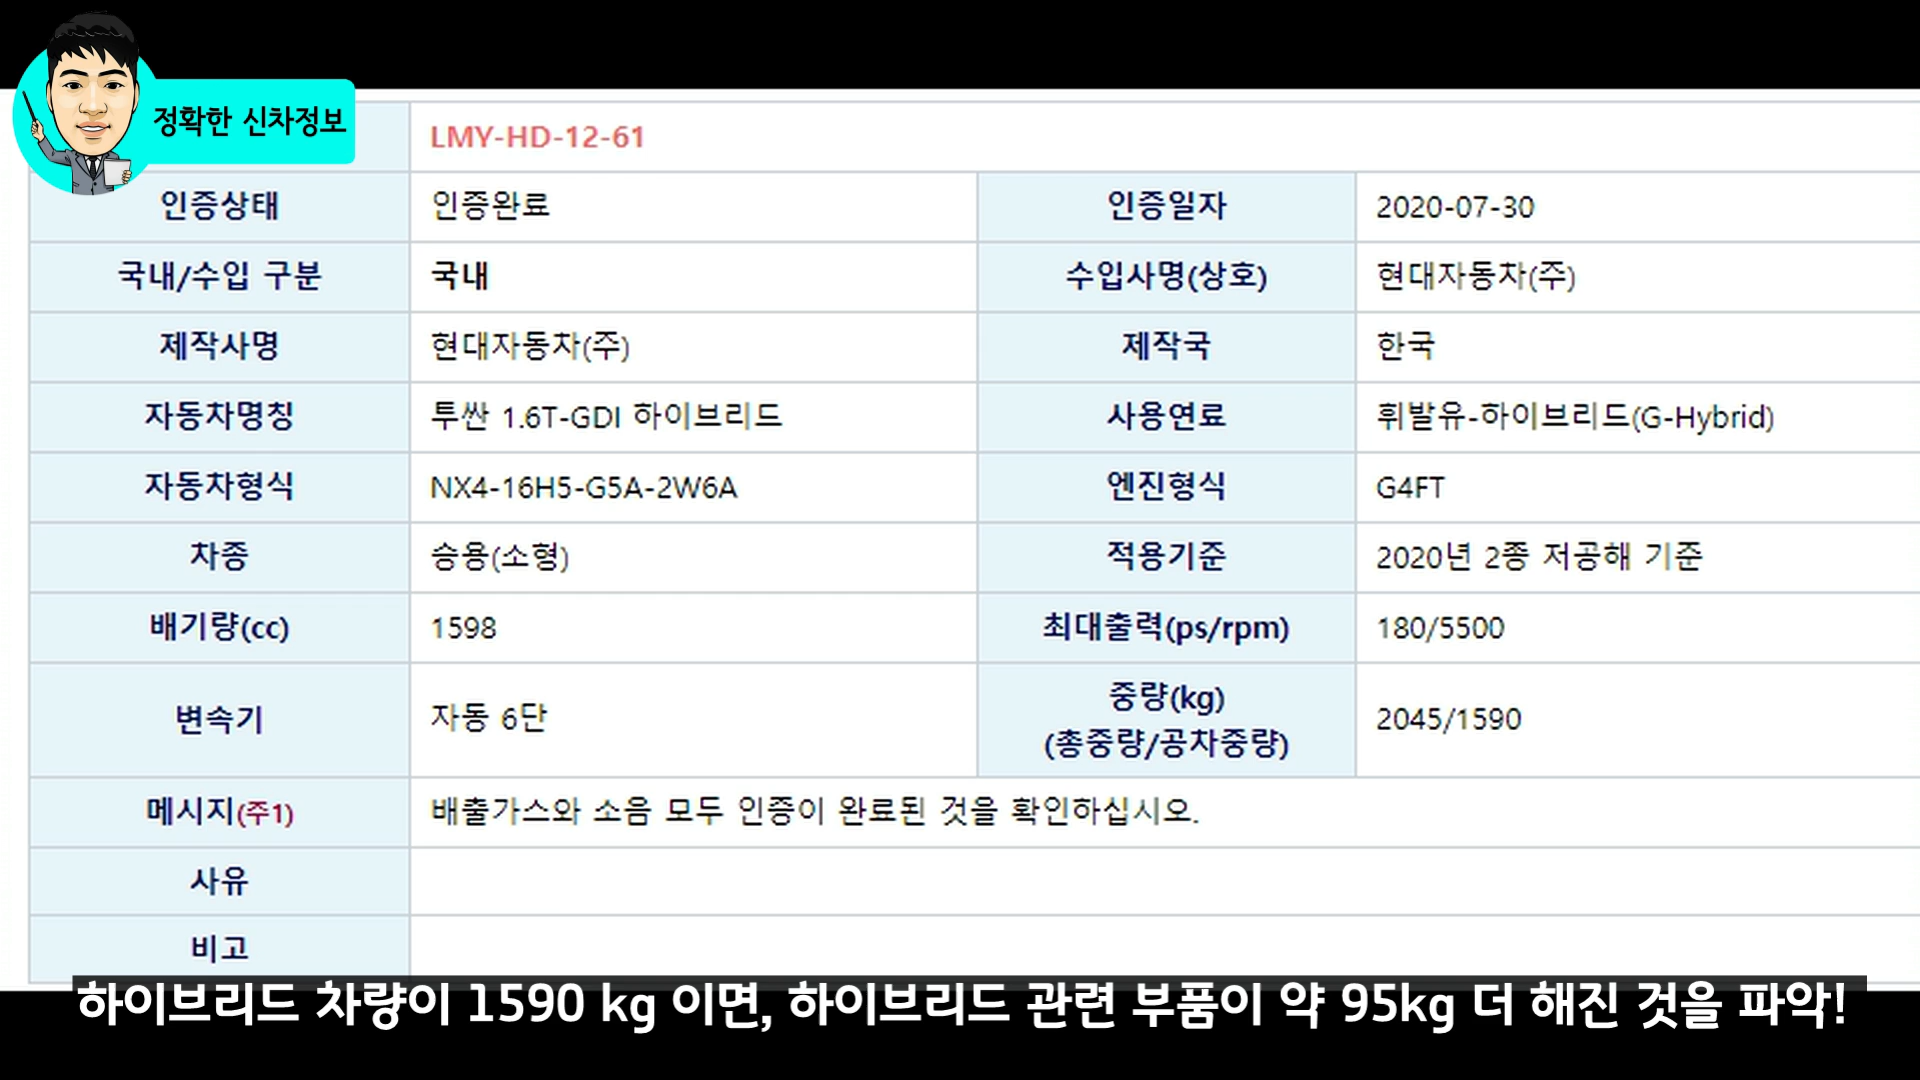 정확한 신차정보
LMY-HD-12-61
인증상태 인증완료 인증일자 2020-07-30
국내/수입 구분 국내 수입사명(상호) 현대자동차(주)
제작사명 현대자동차(주) 제작국 한국
자동차명칭 투싼 1.6T-GDI 하이브리드 사용연료 휘발유-하이브리드(G-Hybrid)
자동차형식 NX4-16H5-G5A-2W6A 엔진형식 G4FT
차종 승용(소형) 적용기준 2020년 2종 저공해 기준
배기량(cc) 1598 최대출력(ps/rpm) 180/5500
변속기 자동 6단 중량(kg)
(총중량/공차중량) 2045/1590
메시지(주1) 배출가스와 소음 모두 인증이 완료된 것을 확인하십시오.
사유
비고
하이브리드 차량이 1590 kg 이면, 하이브리드 관련 부품이 약 95kg 더 해진 것을 파악!